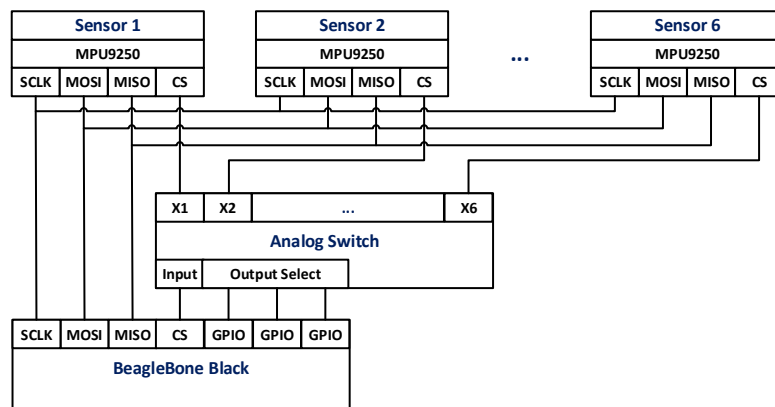 Sensor 1
MPU9250
SCLK MOSI MISO CS
Sensor 2
MPU9250
SCLK MOSI MISO CS
...
Sensor 6
MPU9250
SCLK MOSI MISO CS
X1 X2 ... X6
Analog Switch
Input Output Select
SCLK MOSI MISO CS GPIO GPIO GPIO
BeagleBone Black